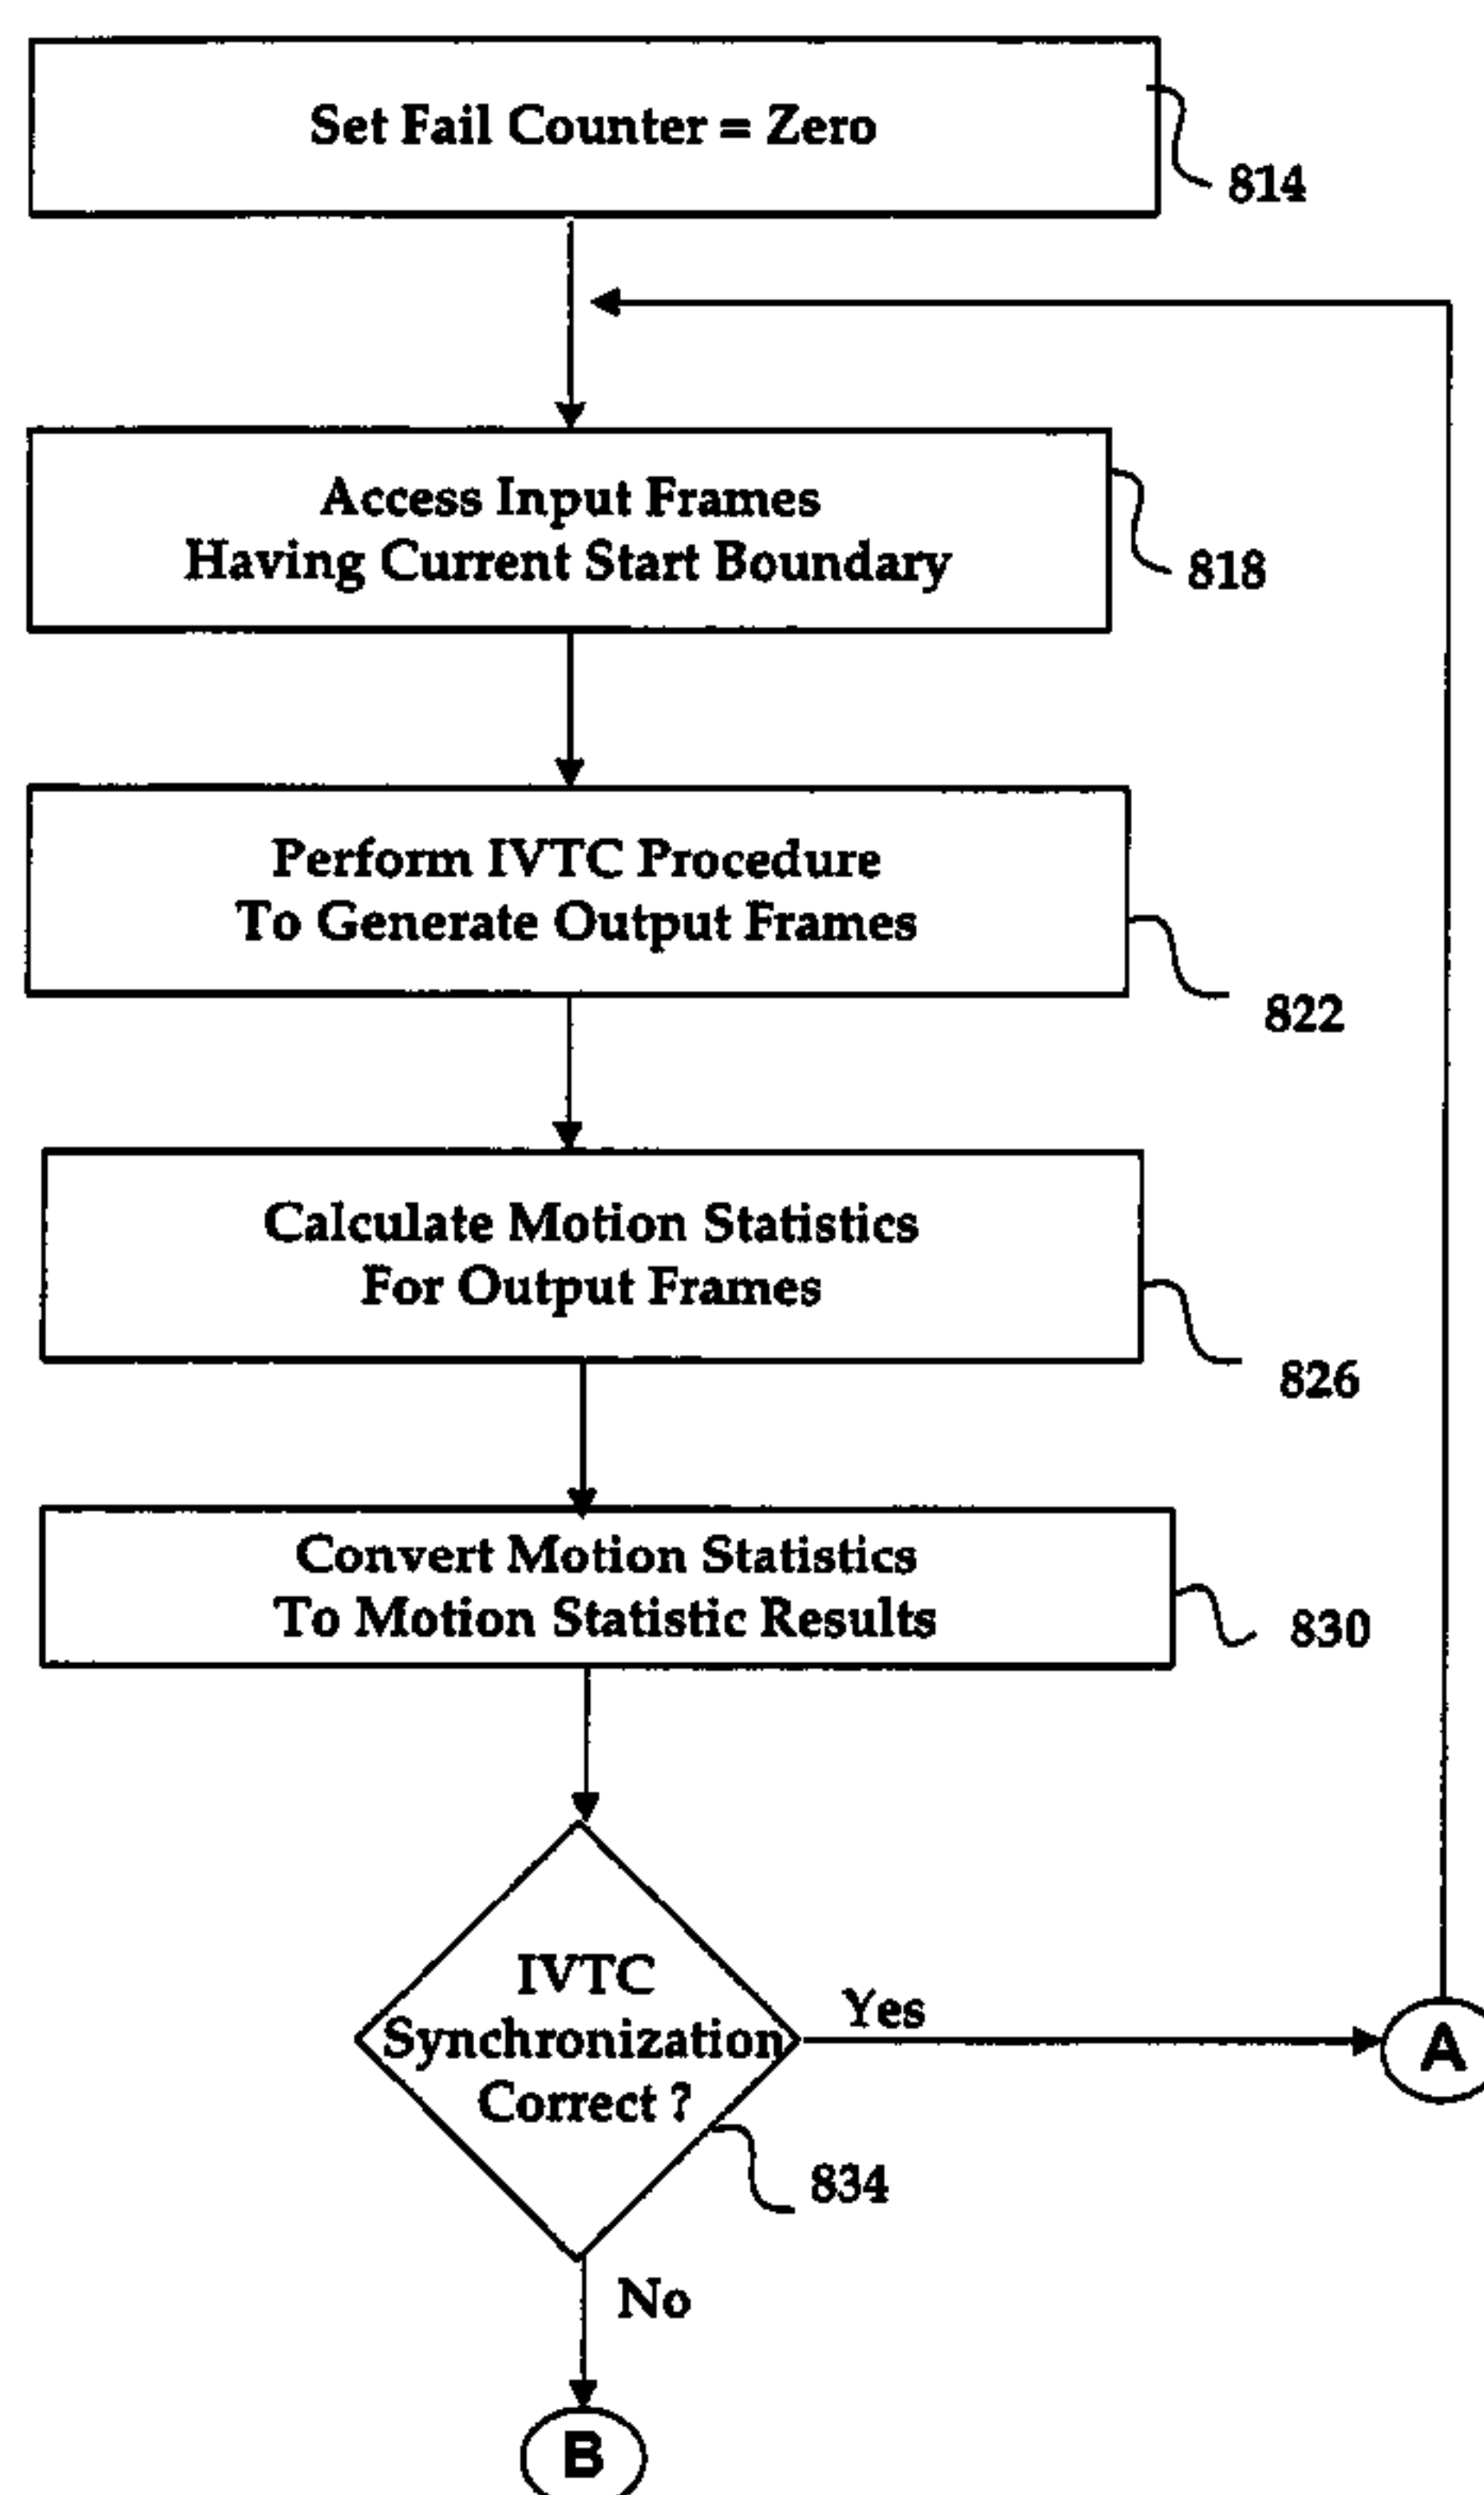 Set Fail Counter = Zero
814
Access Input Frames
Having Current Start Boundary
818
Perform IVTC Procedure
To Generate Output Frames
822
Calculate Motion Statistics
For Output Frames
826
Convert Motion Statistics
To Motion Statistic Results
830
IVTC
Synchronization
Correct ?
Yes
A
834
No
B